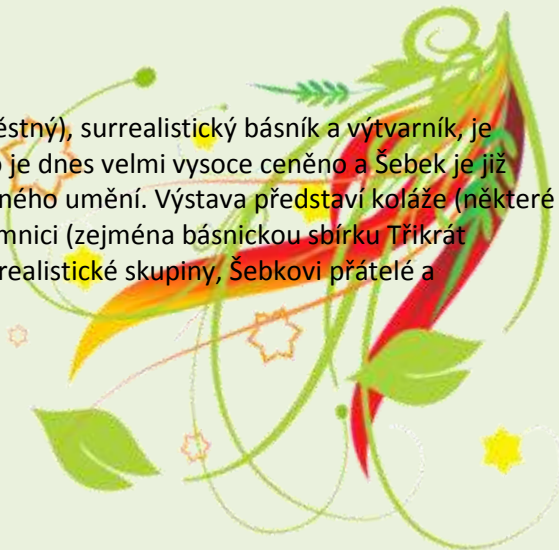 ěstný), surrealistický básník a výtvarník, je
o je dnes velmi vysoce ceněno a Šebek je již
ného umění. Výstava představí koláže (některé
mnici (zejména básnickou sbírku Třikrát
realistické skupiny, Šebkovi přátelé a